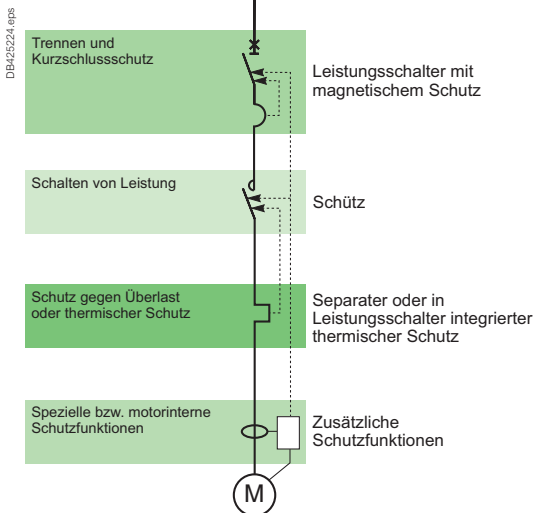 DB425224.eps
Trennen und
Kurzschlussschutz
Leistungsschalter mit
magnetischem Schutz
Schalten von Leistung
Schütz
Schutz gegen Überlast
oder thermischer Schutz
Separater oder in
Leistungsschalter integrierter
thermischer Schutz
Spezielle bzw. motorinterne
Schutzfunktionen
Zusätzliche
Schutzfunktionen
M